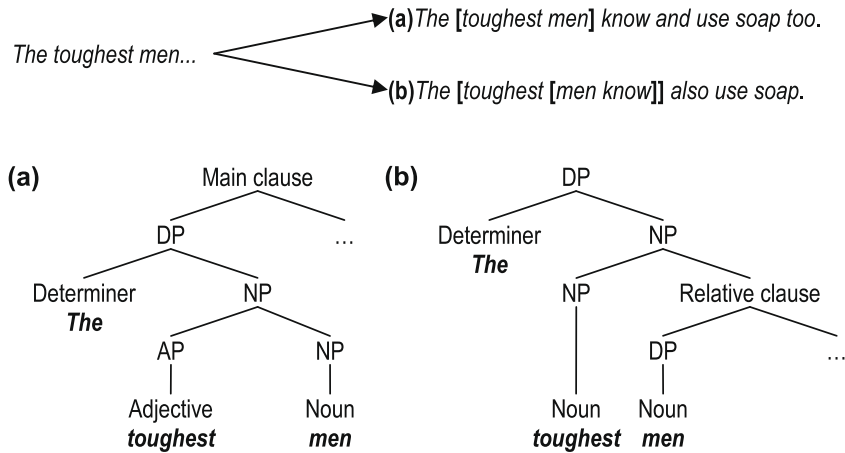 (a)The [toughest men] know and use soap too.
The toughest men...
(b)The [toughest [men know]] also use soap.
(a)
Main clause
DP
...
Determiner
The
NP
AP
NP
Adjective
toughest
Noun
men
(b)
DP
Determiner
The
NP
NP
Relative clause
DP
...
Noun
toughest
Noun
men